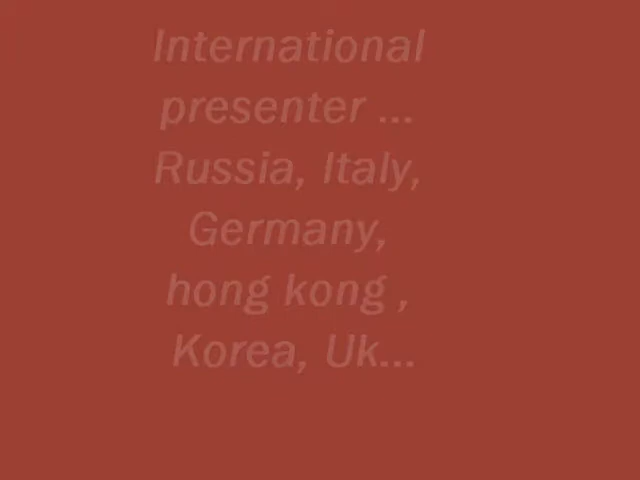 International
presenter ...
Russia, Italy,
Germany,
hong kong ,
Korea, Uk...